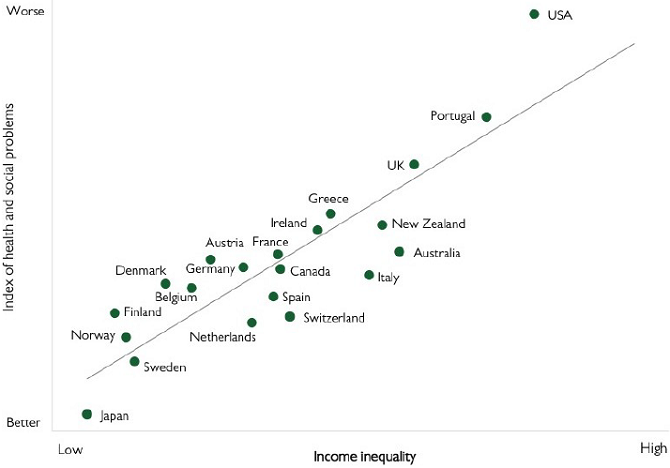 Worse
USA
Portugal
UK
Greece
Ireland
New Zealand
Austria France
Australia
Germany
Canada
Denmark
Italy
Belgium
Spain
Finland
Switzerland
Norway
Netherlands
Sweden
Japan
Better
Low
High
Income inequality
Index of health and social problems